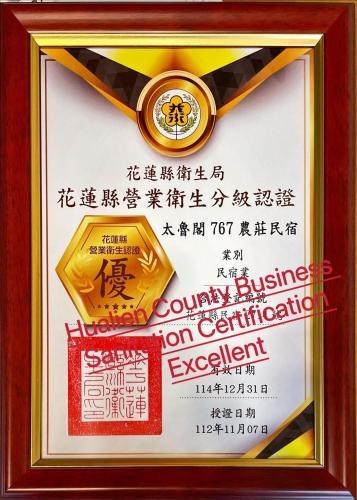 花蓮縣衛生局
花蓮縣營業衛生分級認證
太魯閣 767 農莊民宿
花蓮縣
營業衛生認證
優
業別
民宿業
Hualien County Business
Sanitation Certification
Excellent
有效日期
114年12月31日
授證日期
112年11月07日